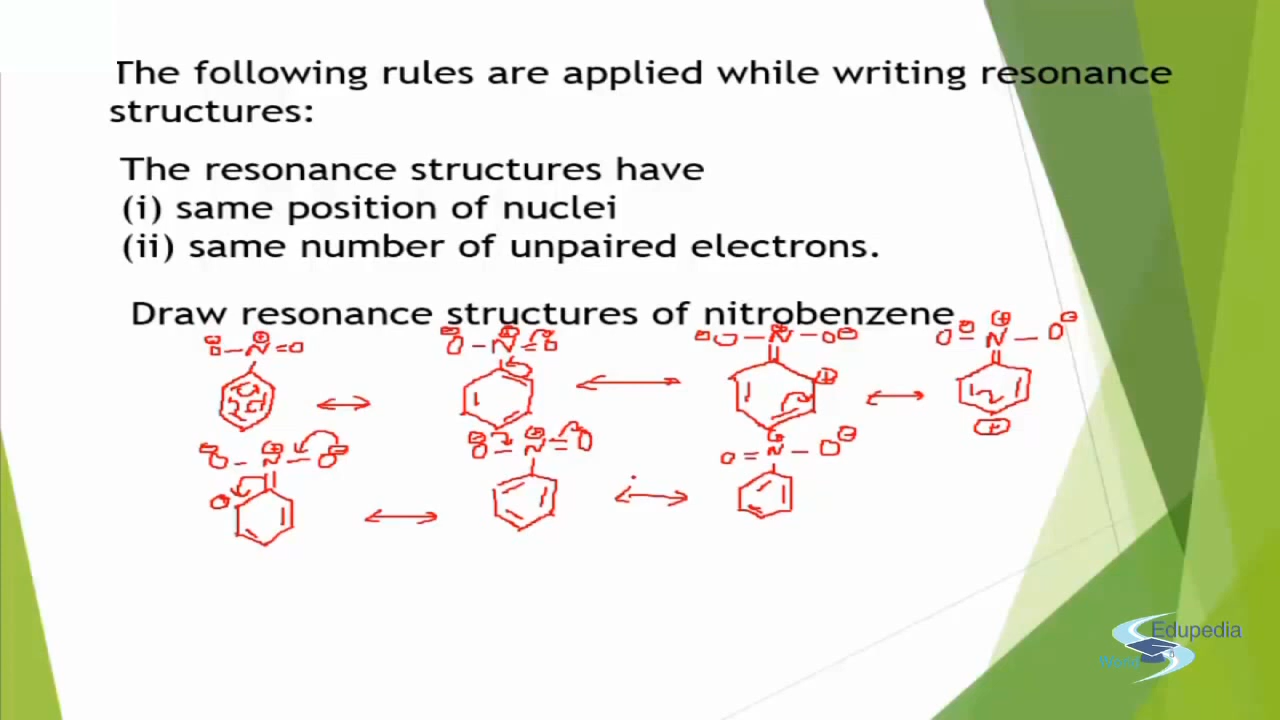 The following rules are applied while writing resonance
structures:
The resonance structures have
(i) same position of nuclei
(ii) same number of unpaired electrons.
Draw resonance structures of nitrobenzene
Edupedia
World